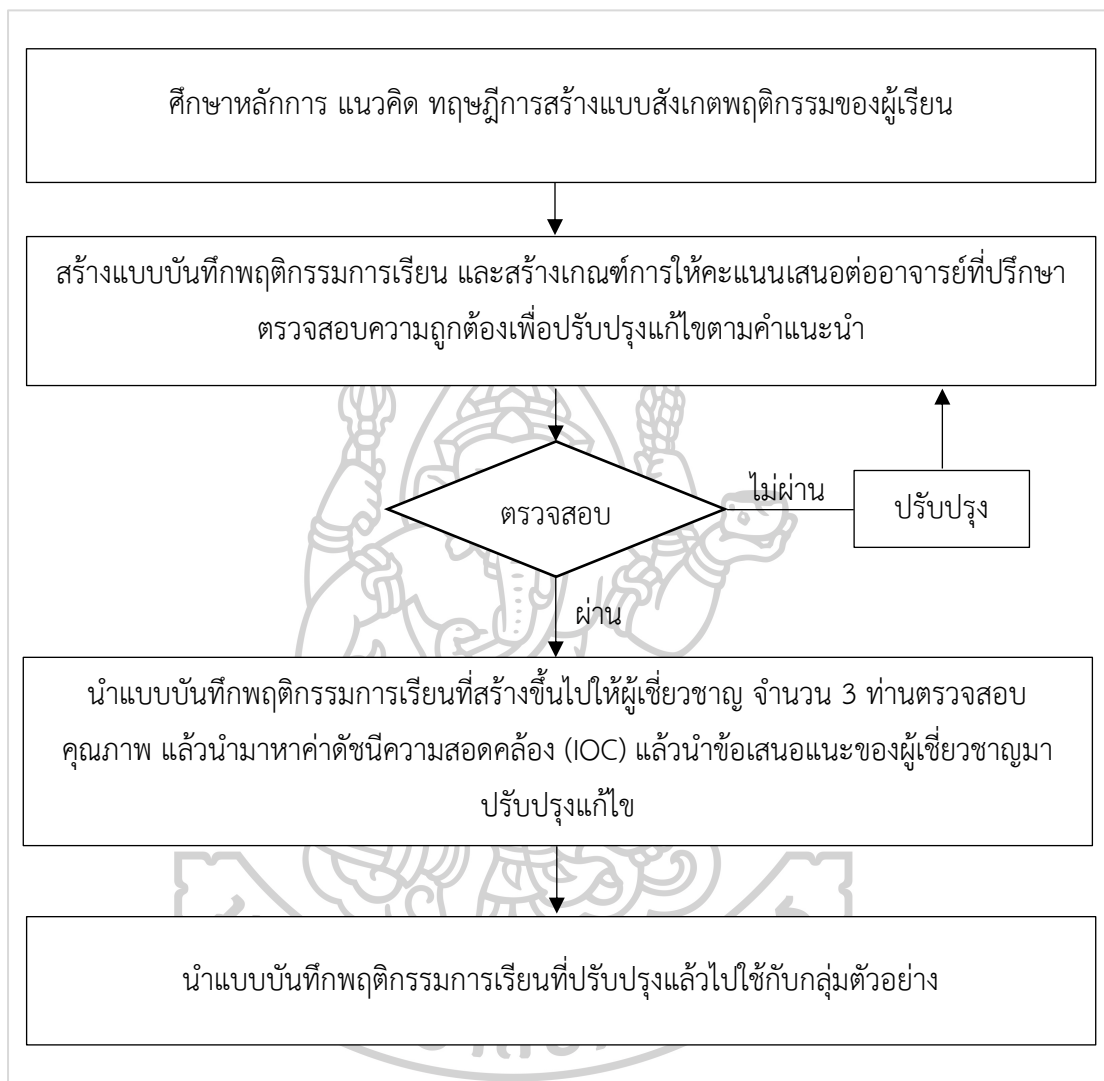 ศึกษาหลักการ แนวคิด ทฤษฎีการสร้างแบบสังเกตพฤติกรรมของผู้เรียน
สร้างแบบบันทึกพฤติกรรมการเรียน และสร้างเกณฑ์การให้คะแนนเสนอต่ออาจารย์ที่ปรึกษา
ตรวจสอบความถูกต้องเพื่อปรับปรุงแก้ไขตามคำแนะนำ
ตรวจสอบ
ไม่ผ่าน
ปรับปรุง
ผ่าน
นำแบบบันทึกพฤติกรรมการเรียนที่สร้างขึ้นไปให้ผู้เชี่ยวชาญ จำนวน 3 ท่านตรวจสอบ
คุณภาพ แล้วนำมาหาค่าดัชนีความสอดคล้อง (IOC) แล้วนำข้อเสนอแนะของผู้เชี่ยวชาญมา
ปรับปรุงแก้ไข
นำแบบบันทึกพฤติกรรมการเรียนที่ปรับปรุงแล้วไปใช้กับกลุ่มตัวอย่าง